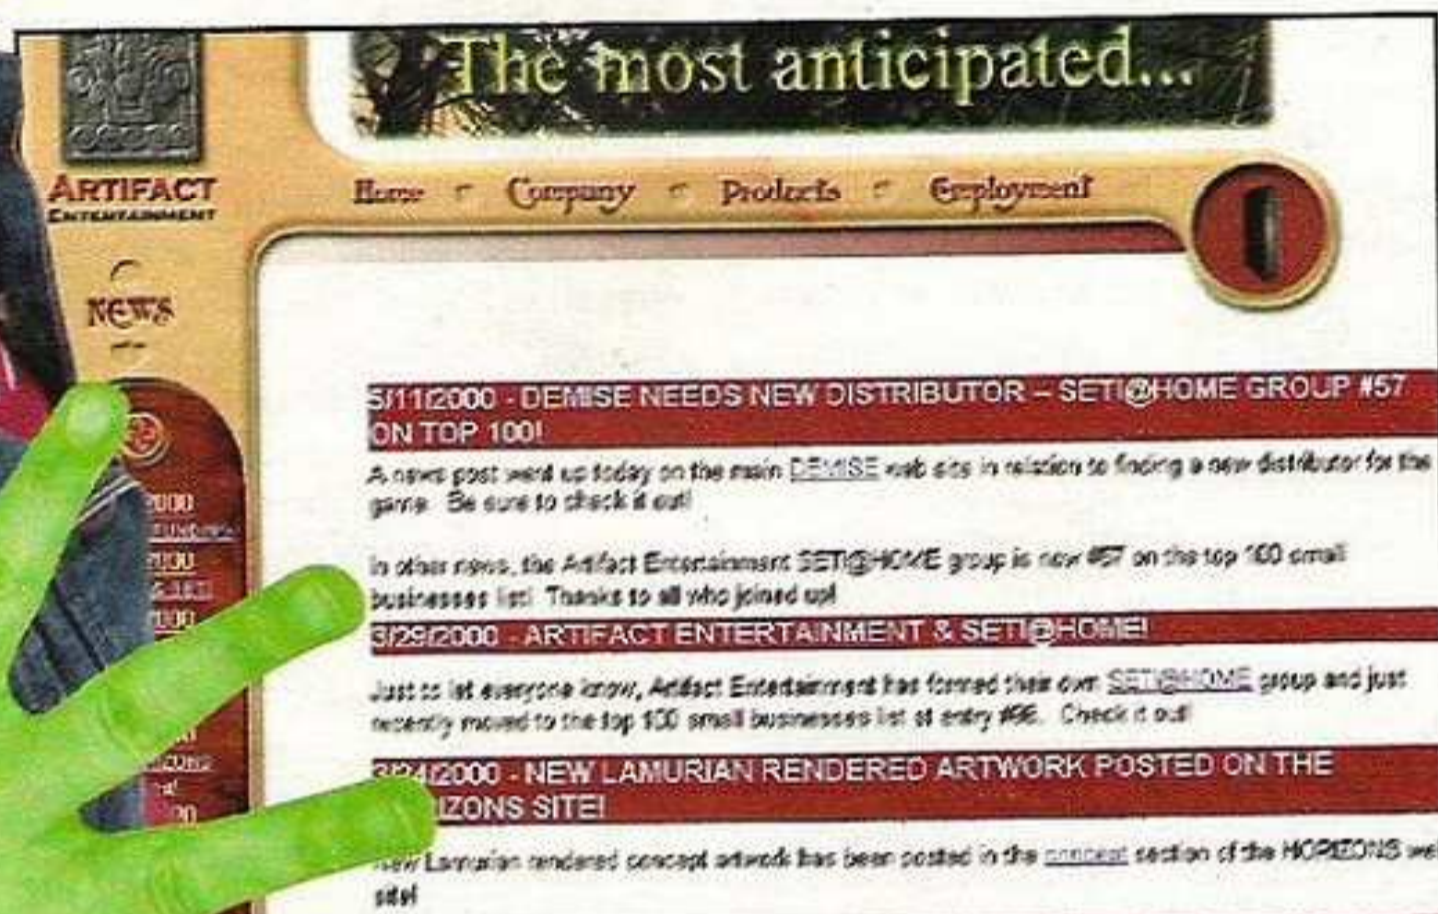 The most anticipated...
ARTIFACT
ENTERTAINMENT
Home Company Products Employment
NEWS
5/11/2000 - DEMISE NEEDS NEW DISTRIBUTOR – SETI@HOME GROUP #57
ON TOP 100!
A news post went up today on the main DEMISE web site in relation to finding a new distributor for the
game. Be sure to check it out!
In other news, the Artifact Entertainment SETI@HOME group is now #57 on the top 100 small
businesses list! Thanks to all who joined up!
3/29/2000 - ARTIFACT ENTERTAINMENT & SETI@HOME!
Just to let everyone know, Artifact Entertainment has formed their own SETI@HOME group and just
recently moved to the top 100 small businesses list at entry #96. Check it out!
3/24/2000 - NEW LAMURIAN RENDERED ARTWORK POSTED ON THE
IZONS SITE!
New Lamurian rendered concept artwork has been posted in the concept section of the HORIZONS we
site!